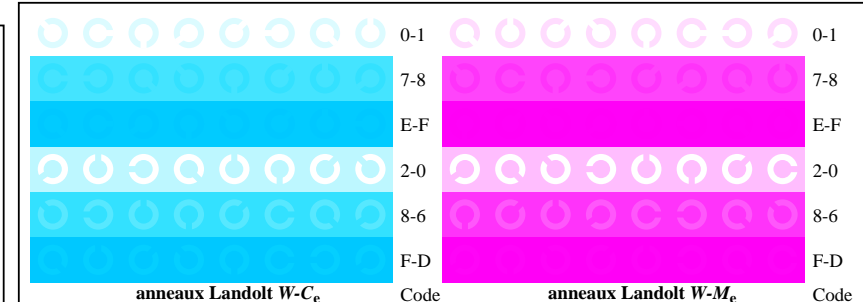 0-1 0-1
7-8 7-8
E-F E-F
2-0 2-0
8-6 8-6
F-D F-D
anneaux Landolt W-Ce Code anneaux Landolt W-Me Code